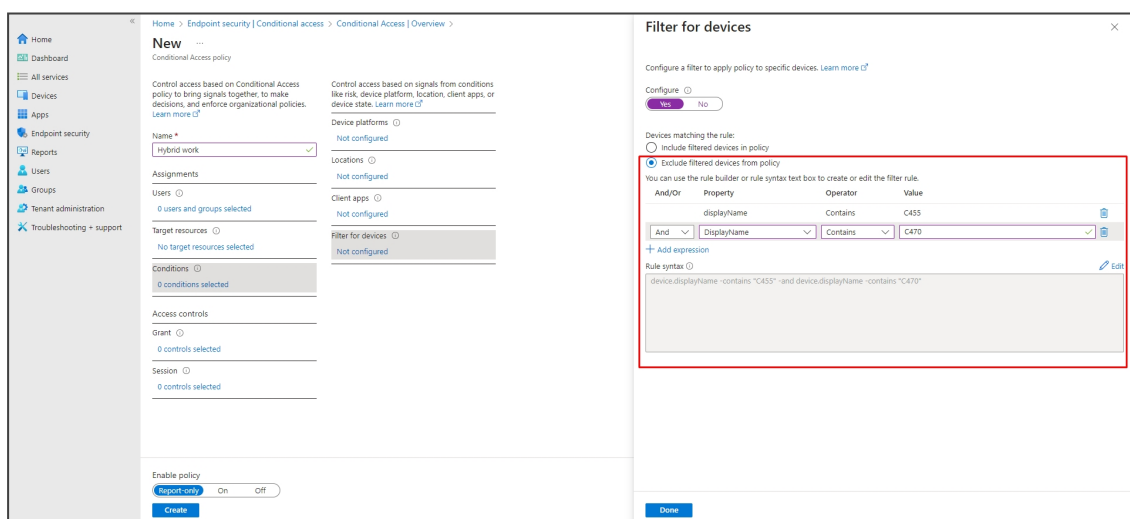 «
Home
Dashboard
All services
Devices
Apps
Endpoint security
Reports
Users
Groups
Tenant administration
Troubleshooting + support
Home > Endpoint security | Conditional access > Conditional Access | Overview >
New ...
Conditional Access policy
Control access based on Conditional Access
policy to bring signals together, to make
decisions, and enforce organizational policies.
Learn more
Name *
Hybrid work
Assignments
Users
0 users and groups selected
Target resources
No target resources selected
Conditions
0 conditions selected
Access controls
Grant
0 controls selected
Session
0 controls selected
Control access based on signals from conditions
like risk, device platform, location, client apps, or
device state. Learn more
Device platforms
Not configured
Locations
Not configured
Client apps
Not configured
Filter for devices
Not configured
Enable policy
Report-only On Off
Create
Filter for devices
Configure a filter to apply policy to specific devices. Learn more
Configure
Yes No
Devices matching the rule:
Include filtered devices in policy
Exclude filtered devices from policy
You can use the rule builder or rule syntax text box to create or edit the filter rule.
And/Or Property Operator Value
displayName Contains C455
And DisplayName Contains C470
+ Add expression
Rule syntax
Edit
device.displayName -contains "C455" -and device.displayName -contains "C470"
Done